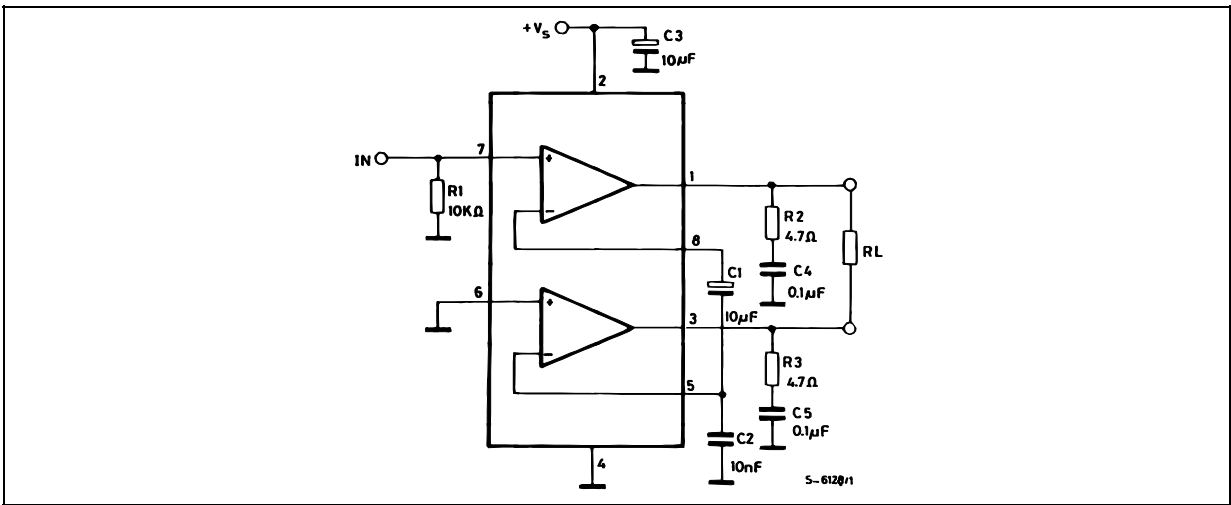 +Vs
C3
10µF
2
IN
7
+
R1
10KΩ
−
1
R2
4.7Ω
RL
8
C1
C4
0.1µF
6
+
10µF
3
−
R3
4.7Ω
5
C5
0.1µF
C2
10nF
4
S-6128/1